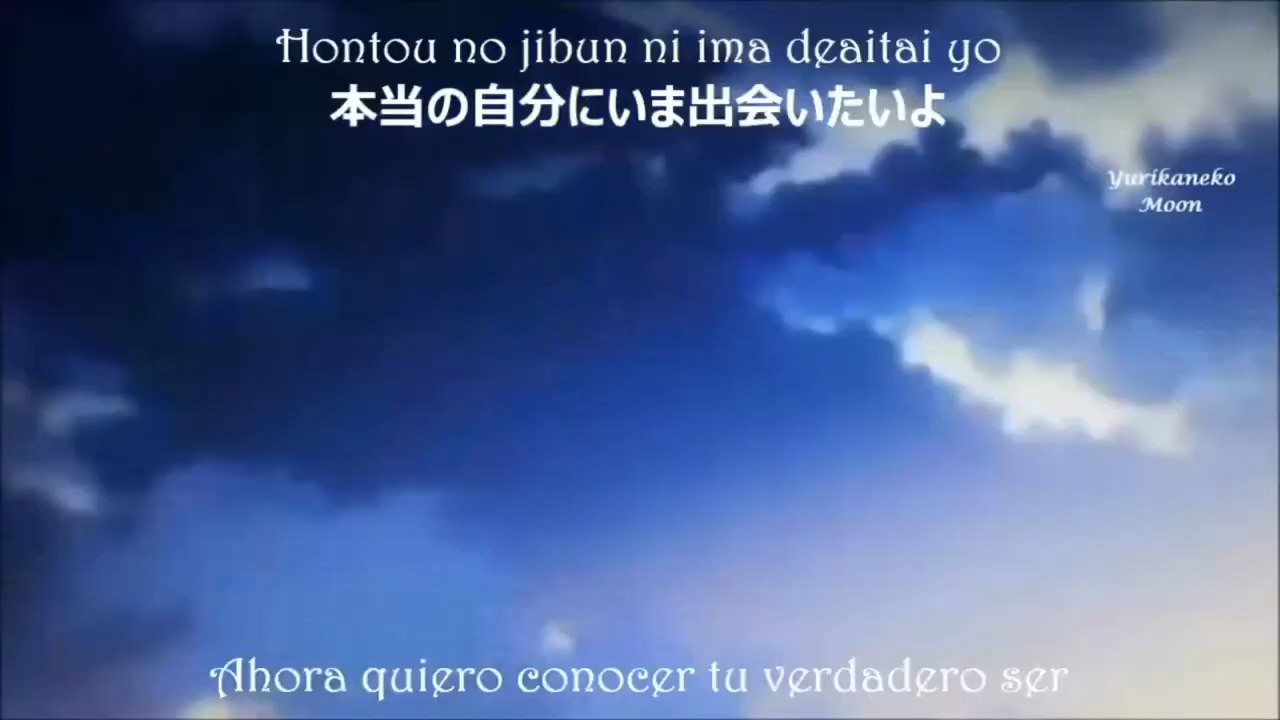 Hontou no jibun ni ima deaitai yo
本当の自分にいま出会いたいよ
Yurikaneko
Moon
Ahora quiero conocer tu verdadero ser